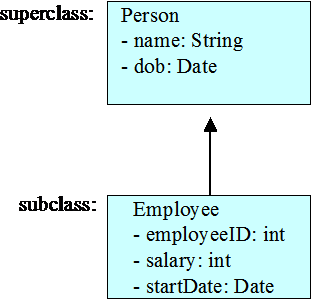 superclass:
Person
- name: String
- dob: Date
subclass:
Employee
- employeeID: int
- salary: int
- startDate: Date